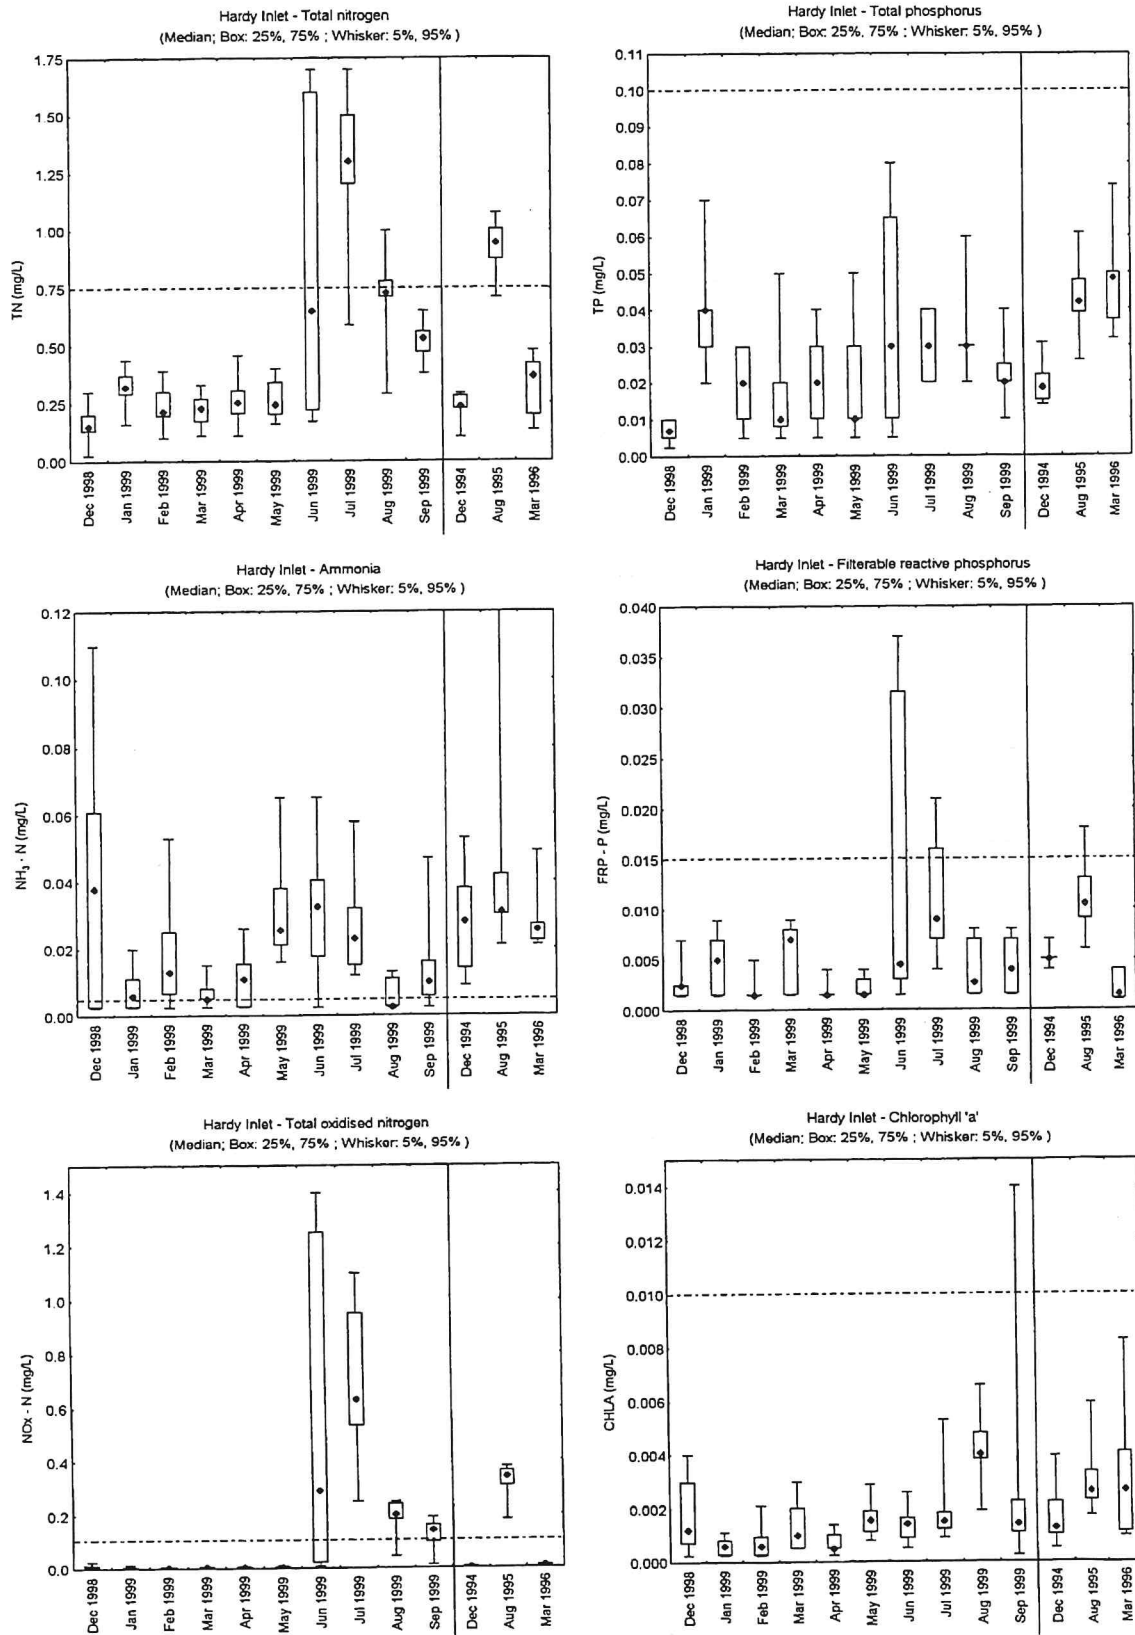 Hardy Inlet - Total nitrogen
(Median; Box: 25%, 75% ; Whisker: 5%, 95% )
TN (mg/L)
1.75
1.50
1.25
1.00
0.75
0.50
0.25
0.00
Dec 1998
Jan 1999
Feb 1999
Mar 1999
Apr 1999
May 1999
Jun 1999
Jul 1999
Aug 1999
Sep 1999
Dec 1994
Aug 1995
Mar 1996
Hardy Inlet - Total phosphorus
(Median; Box: 25%, 75% ; Whisker: 5%, 95% )
TP (mg/L)
0.11
0.10
0.09
0.08
0.07
0.06
0.05
0.04
0.03
0.02
0.01
0.00
Dec 1998
Jan 1999
Feb 1999
Mar 1999
Apr 1999
May 1999
Jun 1999
Jul 1999
Aug 1999
Sep 1999
Dec 1994
Aug 1995
Mar 1996
Hardy Inlet - Ammonia
(Median; Box: 25%, 75% ; Whisker: 5%, 95% )
NH₃ - N (mg/L)
0.12
0.10
0.08
0.06
0.04
0.02
0.00
Dec 1998
Jan 1999
Feb 1999
Mar 1999
Apr 1999
May 1999
Jun 1999
Jul 1999
Aug 1999
Sep 1999
Dec 1994
Aug 1995
Mar 1996
Hardy Inlet - Filterable reactive phosphorus
(Median; Box: 25%, 75% ; Whisker: 5%, 95% )
FRP - P (mg/L)
0.040
0.035
0.030
0.025
0.020
0.015
0.010
0.005
0.000
Dec 1998
Jan 1999
Feb 1999
Mar 1999
Apr 1999
May 1999
Jun 1999
Jul 1999
Aug 1999
Sep 1999
Dec 1994
Aug 1995
Mar 1996
Hardy Inlet - Total oxidised nitrogen
(Median; Box: 25%, 75% ; Whisker: 5%, 95% )
NOx - N (mg/L)
1.4
1.2
1.0
0.8
0.6
0.4
0.2
0.0
Dec 1998
Jan 1999
Feb 1999
Mar 1999
Apr 1999
May 1999
Jun 1999
Jul 1999
Aug 1999
Sep 1999
Dec 1994
Aug 1995
Mar 1996
Hardy Inlet - Chlorophyll 'a'
(Median; Box: 25%, 75% ; Whisker: 5%, 95% )
CHLA (mg/L)
0.014
0.012
0.010
0.006
0.004
0.002
0.000
Dec 1998
Jan 1999
Feb 1999
Mar 1999
Apr 1999
May 1999
Jun 1999
Jul 1999
Aug 1999
Sep 1999
Dec 1994
Aug 1995
Mar 1996